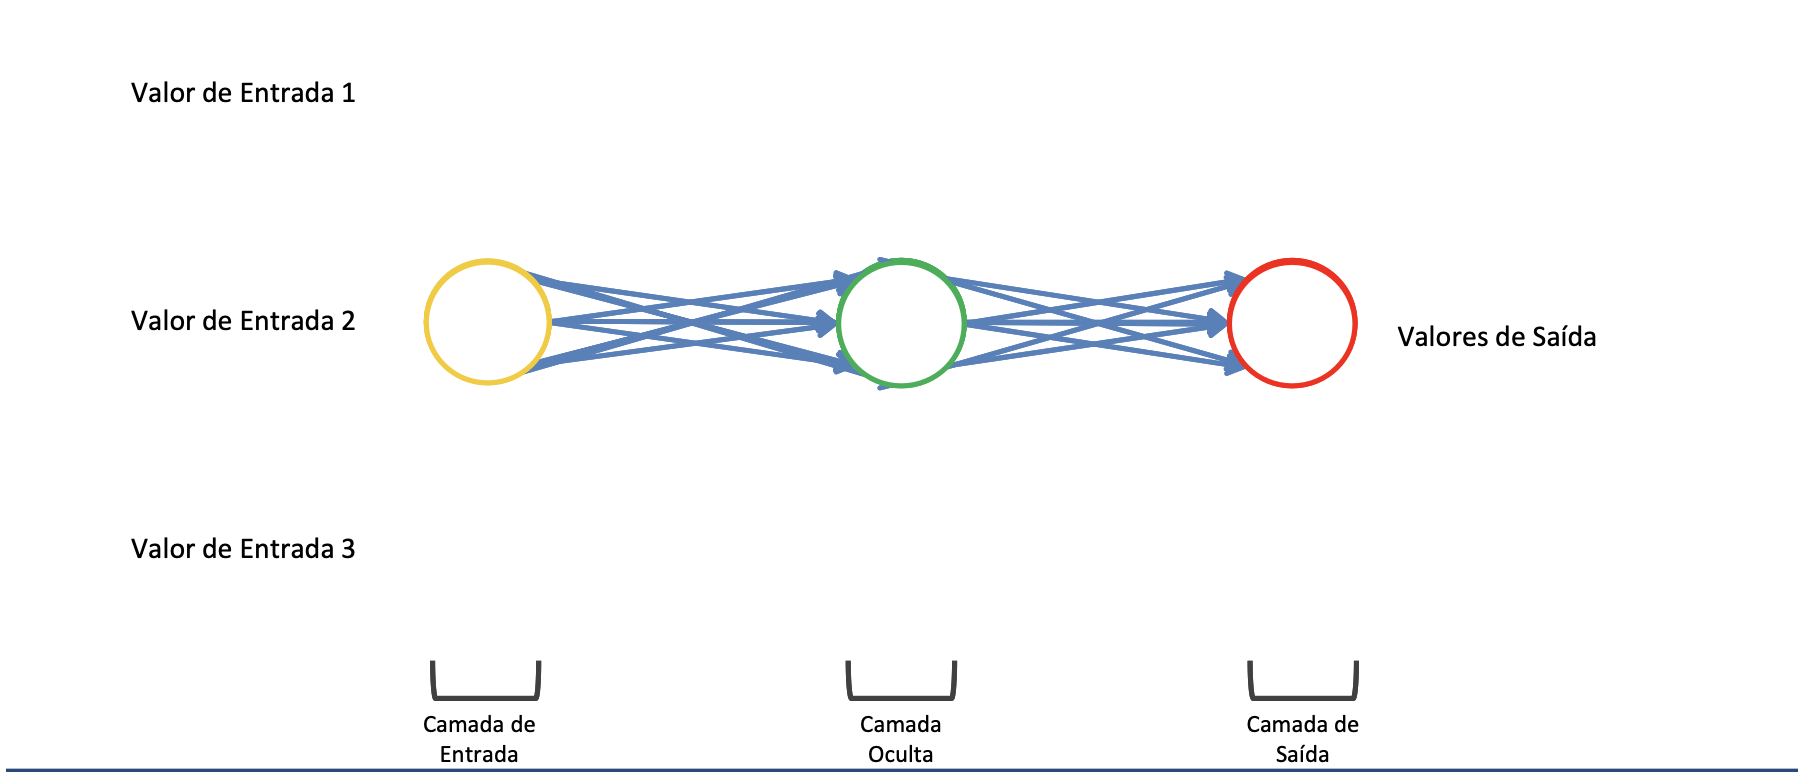 Valor de Entrada 1
Valor de Entrada 2
Valores de Saída
Valor de Entrada 3
Camada de
Entrada
Camada
Oculta
Camada de
Saída